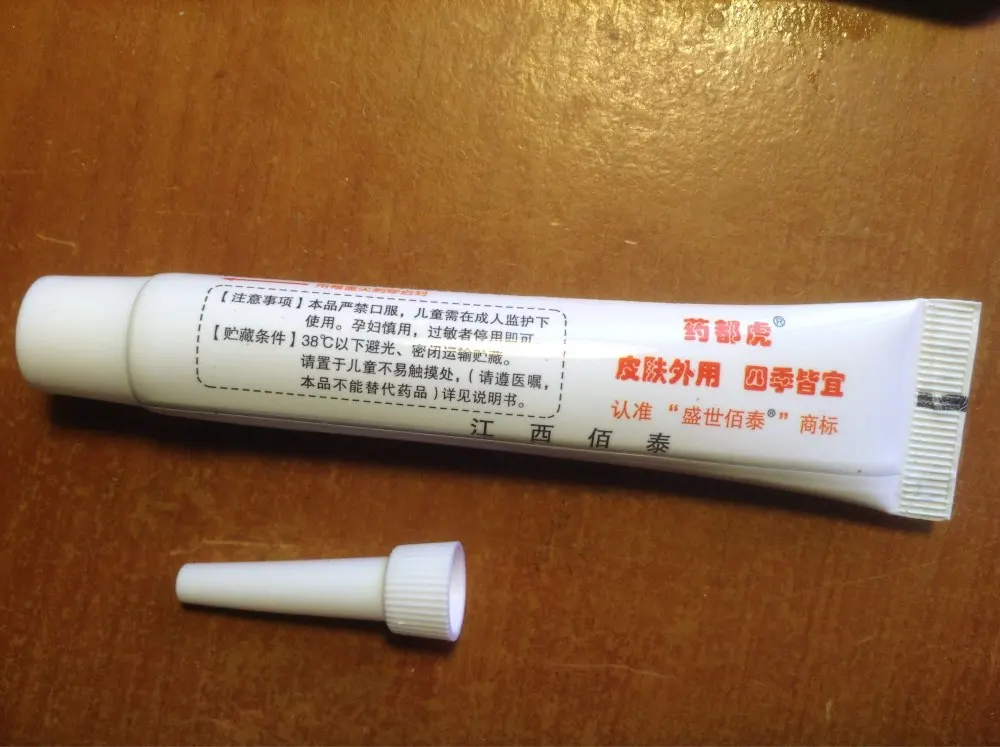 【注意事项】本品严禁口服，儿童需在成人监护下
使用。孕妇慎用，过敏者停用即可
【贮藏条件】38℃以下避光、密闭运输贮藏。
请置于儿童不易触摸处，（请遵医嘱，
本品不能替代药品）详见说明书。
江西佰泰
药都虎®
皮肤外用 四季皆宜
认准“盛世佰泰®”商标